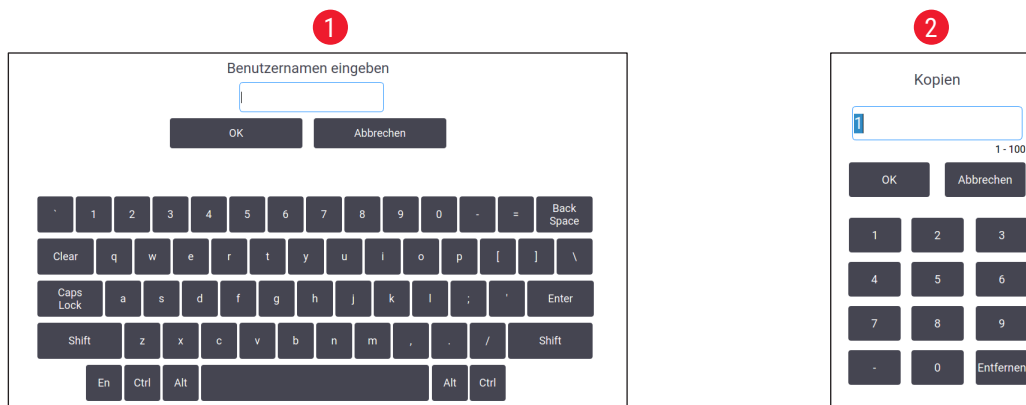 1
Benutzernamen eingeben
OK Abbrechen
` 1 2 3 4 5 6 7 8 9 0 - = Back Space
Clear q w e r t y u i o p [ ] \
Caps Lock a s d f g h j k l ; ' Enter
Shift z x c v b n m , . / Shift
En Ctrl Alt Alt Ctrl
2
Kopien
1
1 - 100
OK Abbrechen
1 2 3
4 5 6
7 8 9
- 0 Entfernen